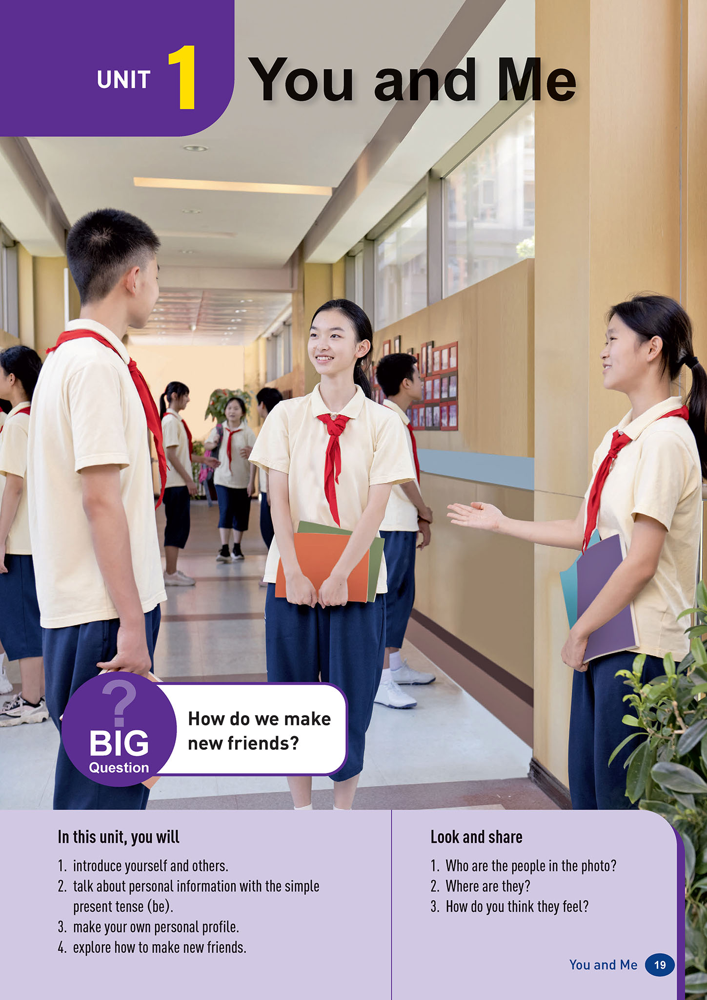 UNIT 1
You and Me
?
BIG
Question
How do we make
new friends?
In this unit, you will
1. introduce yourself and others.
2. talk about personal information with the simple
present tense (be).
3. make your own personal profile.
4. explore how to make new friends.
Look and share
1. Who are the people in the photo?
2. Where are they?
3. How do you think they feel?
You and Me 19